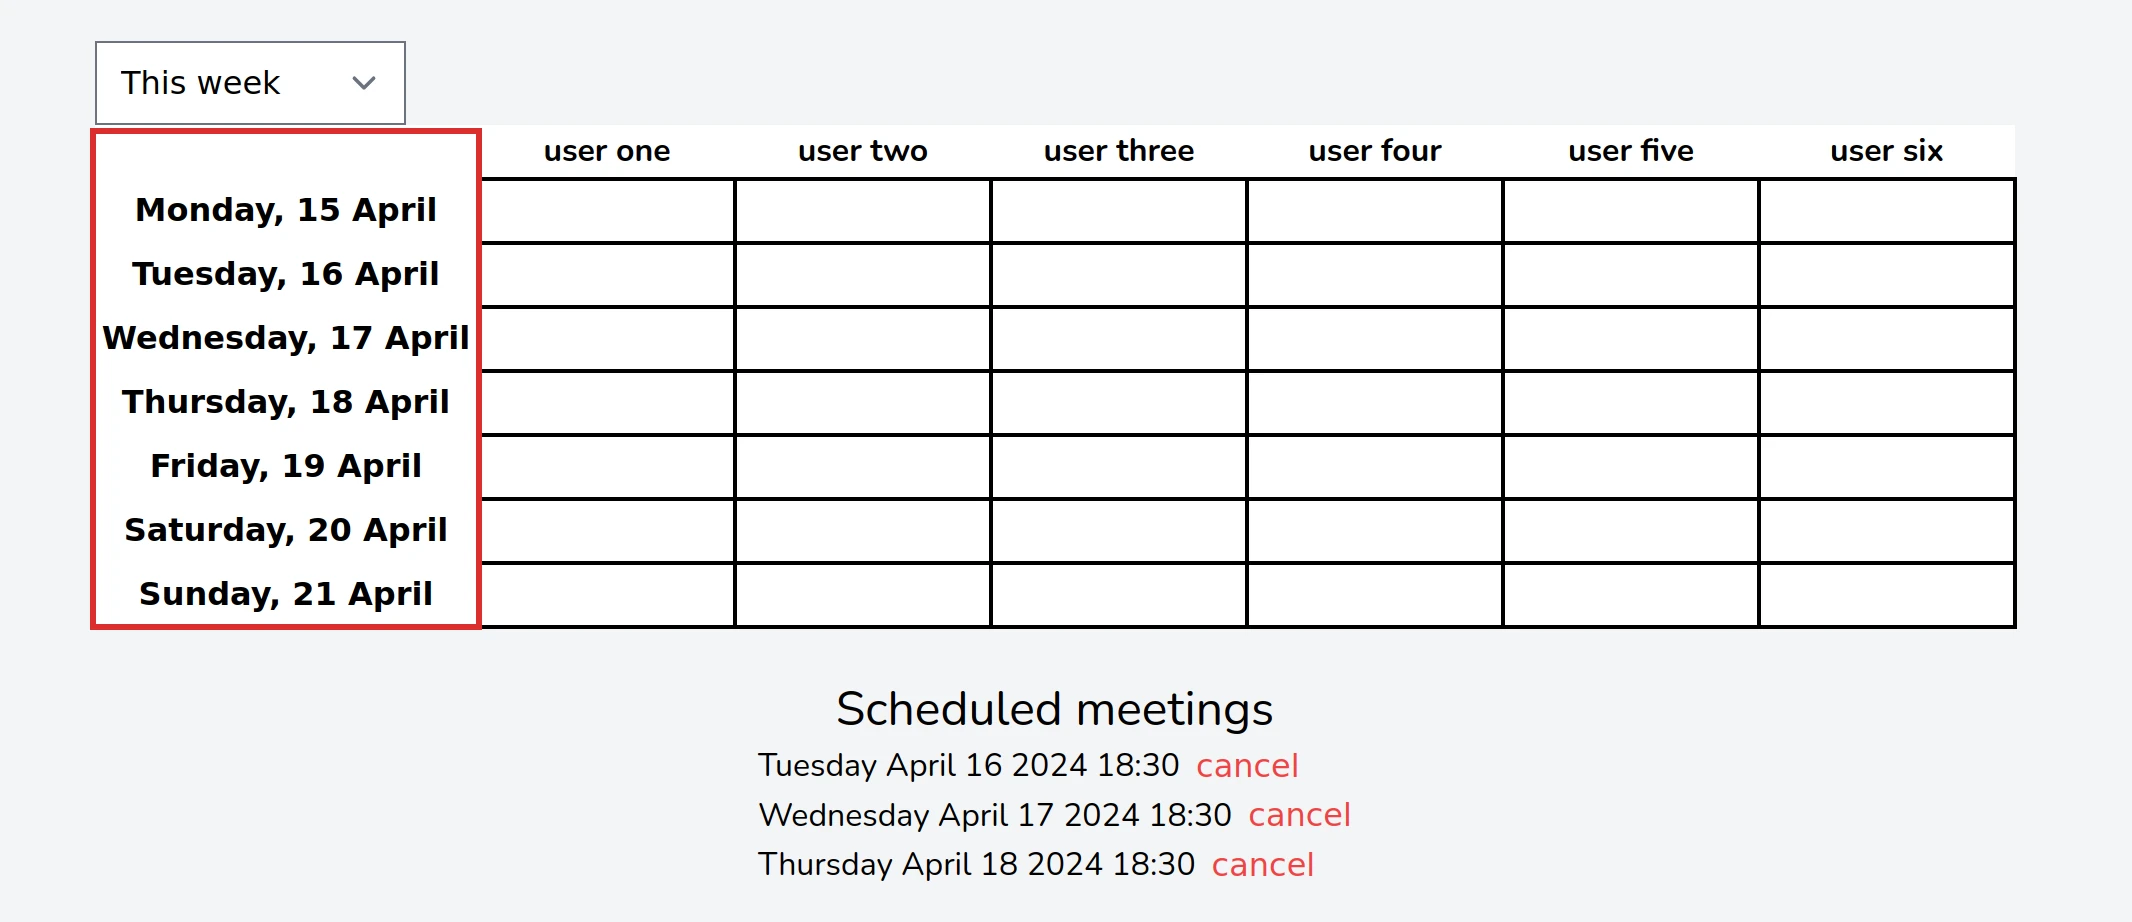 This week
user one user two user three user four user five user six
Monday, 15 April
Tuesday, 16 April
Wednesday, 17 April
Thursday, 18 April
Friday, 19 April
Saturday, 20 April
Sunday, 21 April
Scheduled meetings
Tuesday April 16 2024 18:30 cancel
Wednesday April 17 2024 18:30 cancel
Thursday April 18 2024 18:30 cancel